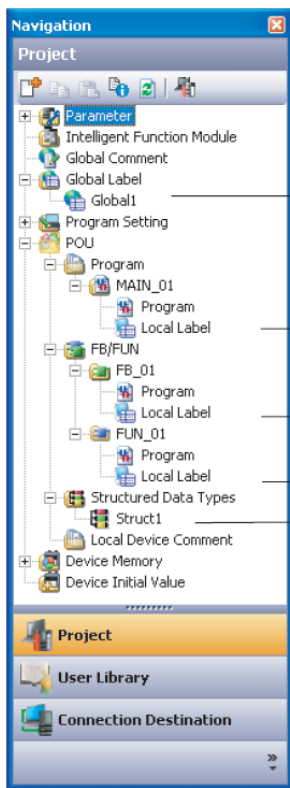 Navigation
Project
Parameter
Intelligent Function Module
Global Comment
Global Label
Global1
Program Setting
POU
Program
MAIN_01
Program
Local Label
FB/FUN
FB_01
Program
Local Label
FUN_01
Program
Local Label
Structured Data Types
Struct1
Local Device Comment
Device Memory
Device Initial Value
Project
User Library
Connection Destination